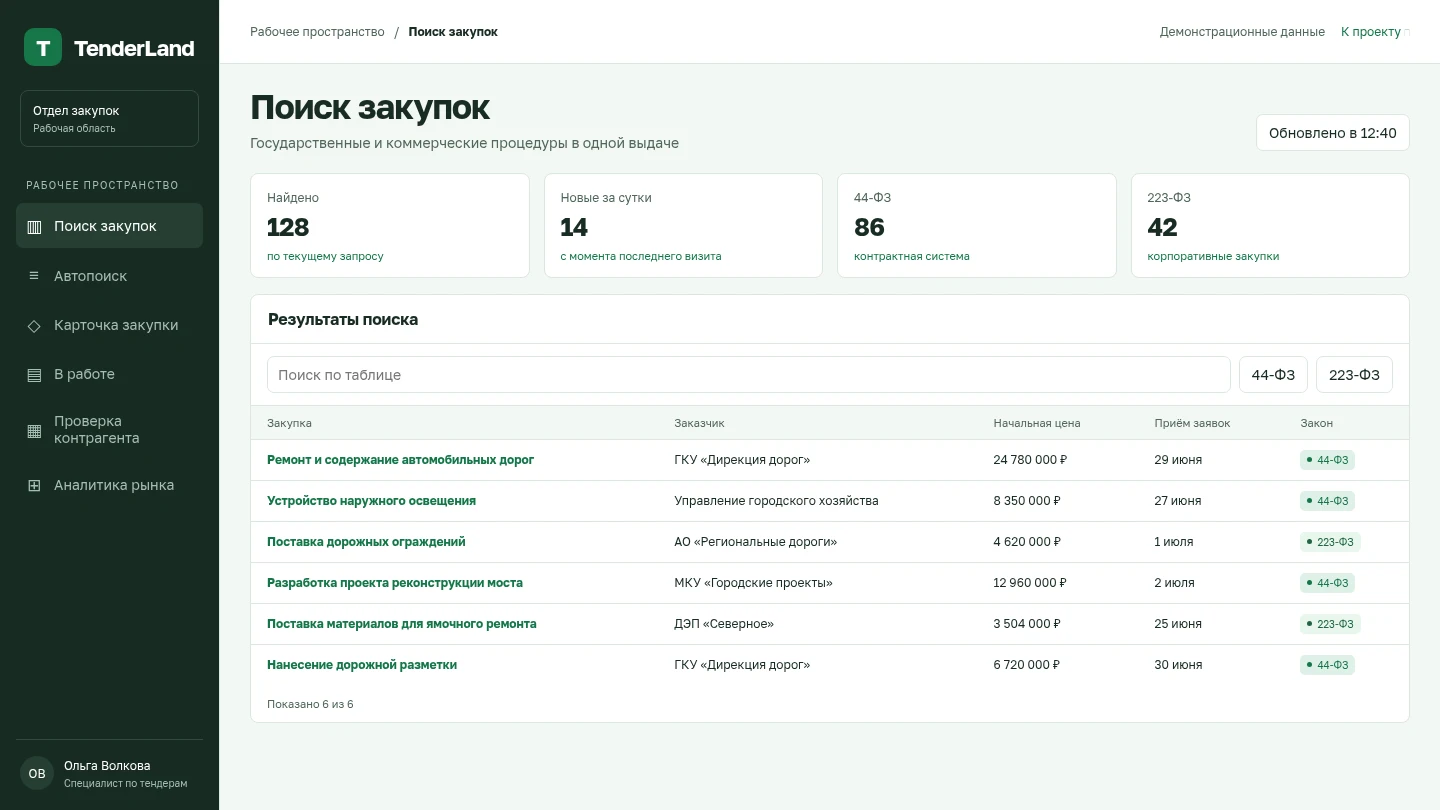 T TenderLand
Отдел закупок
Рабочая область
РАБОЧЕЕ ПРОСТРАНСТВО
Поиск закупок
Автопоиск
Карточка закупки
В работе
Проверка
контрагента
Аналитика рынка
ОВ
Ольга Волкова
Специалист по тендерам
Рабочее пространство / Поиск закупок
Демонстрационные данные К проекту
Поиск закупок
Государственные и коммерческие процедуры в одной выдаче
Обновлено в 12:40
Найдено
128
по текущему запросу
Новые за сутки
14
с момента последнего визита
44-ФЗ
86
контрактная система
223-ФЗ
42
корпоративные закупки
Результаты поиска
Поиск по таблице 44-ФЗ 223-ФЗ
Закупка Заказчик Начальная цена Приём заявок Закон
Ремонт и содержание автомобильных дорог ГКУ «Дирекция дорог» 24 780 000 ₽ 29 июня 44-ФЗ
Устройство наружного освещения Управление городского хозяйства 8 350 000 ₽ 27 июня 44-ФЗ
Поставка дорожных ограждений АО «Региональные дороги» 4 620 000 ₽ 1 июля 223-ФЗ
Разработка проекта реконструкции моста МКУ «Городские проекты» 12 960 000 ₽ 2 июля 44-ФЗ
Поставка материалов для ямочного ремонта ДЭП «Северное» 3 504 000 ₽ 25 июня 223-ФЗ
Нанесение дорожной разметки ГКУ «Дирекция дорог» 6 720 000 ₽ 30 июня 44-ФЗ
Показано 6 из 6